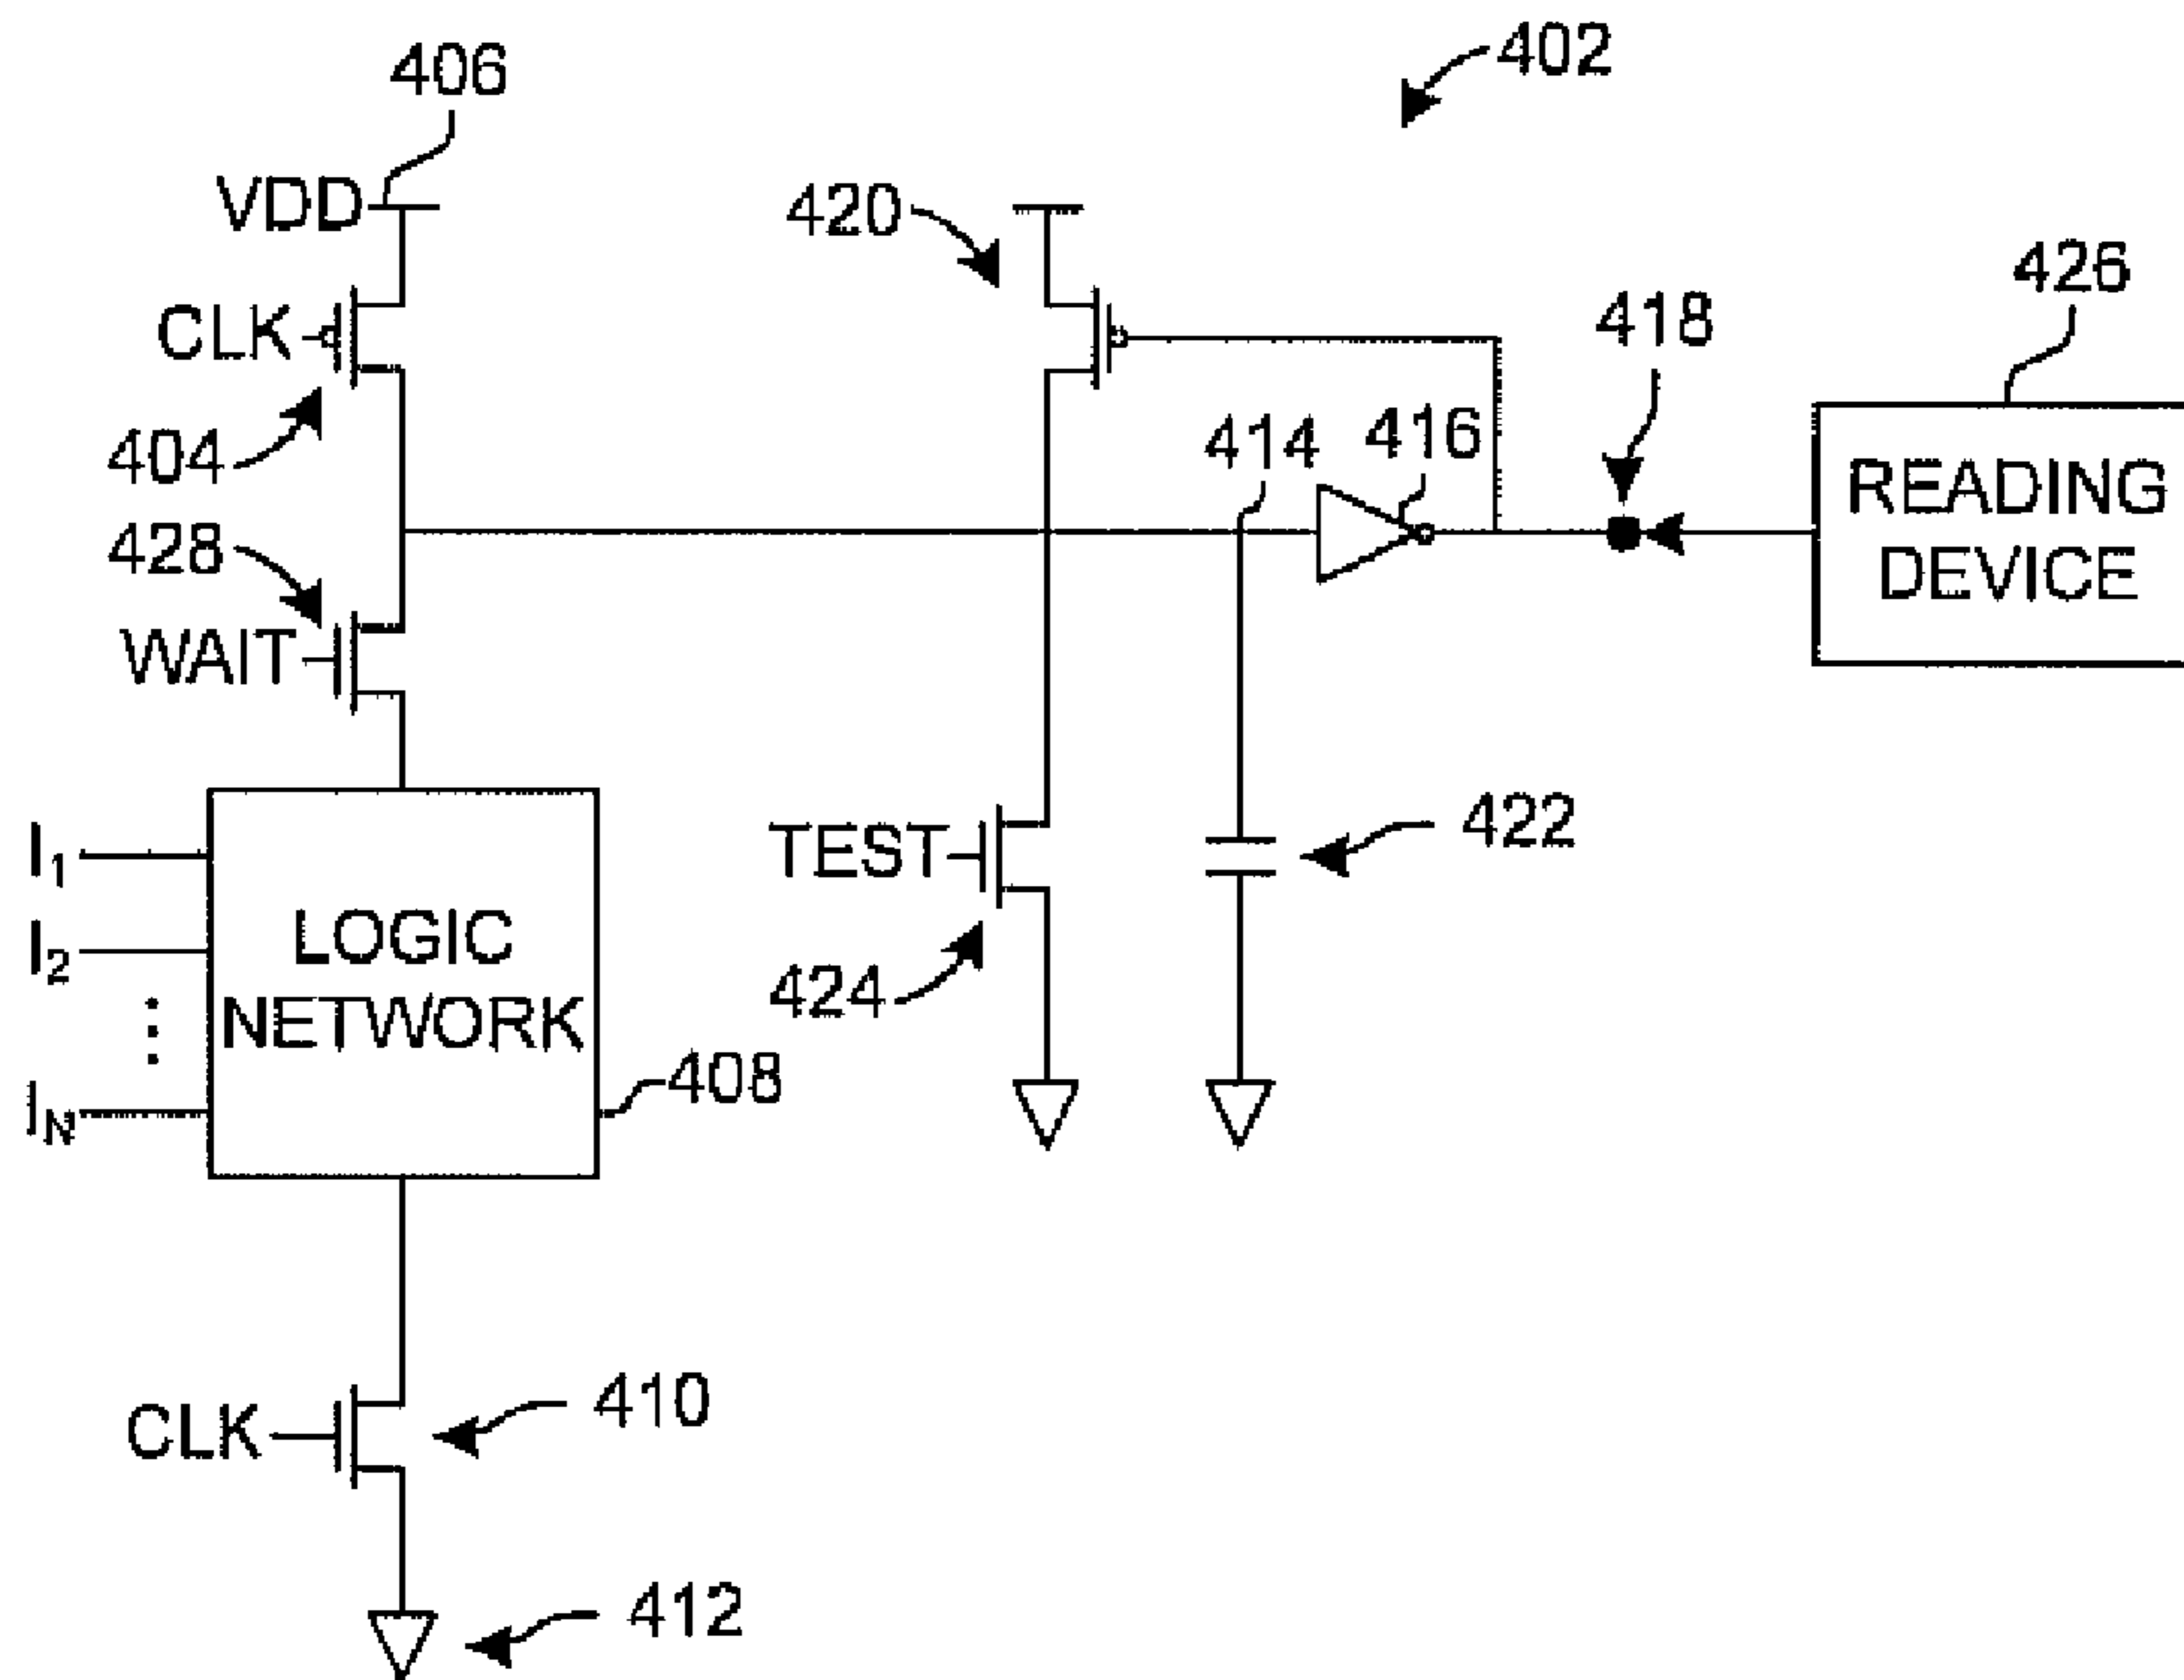 406
402
VDD
420
426
CLK
418
404
414
416
READING
DEVICE
428
WAIT
I1
TEST
422
LOGIC
NETWORK
I2
424
408
IN
CLK
410
412